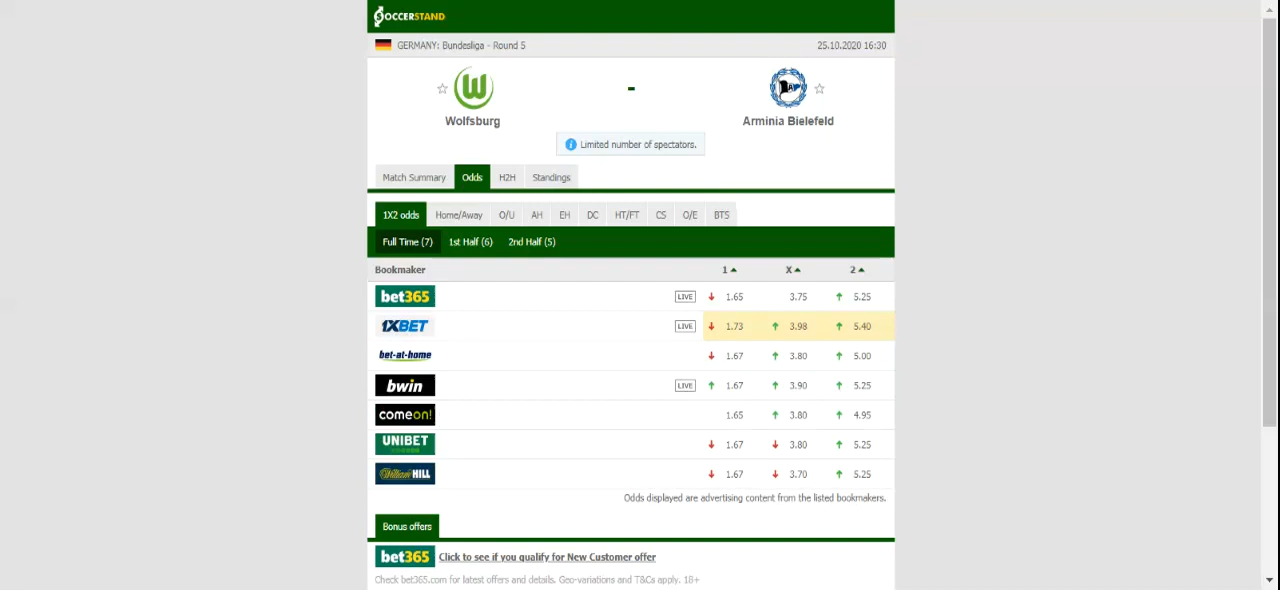 SOCCERSTAND
GERMANY: Bundesliga - Round 5 25.10.2020 16:30
W A
-
Wolfsburg Arminia Bielefeld
i Limited number of spectators.
Match Summary Odds H2H Standings
1X2 odds Home/Away O/U AH EH DC HT/FT CS O/E BTS
Full Time (7) 1st Half (6) 2nd Half (5)
Bookmaker 1 X 2
bet365 LIVE 1.65 3.75 5.25
1XBET LIVE 1.73 3.98 5.40
bet-at-home 1.67 3.80 5.00
bwin LIVE 1.67 3.90 5.25
comeon! 1.65 3.80 4.95
UNIBET 1.67 3.80 5.25
William HILL 1.67 3.70 5.25
Odds displayed are advertising content from the listed bookmakers.
Bonus offers
bet365 Click to see if you qualify for New Customer offer
Check bet365.com for latest offers and details. Geo-variations and T&Cs apply. 18+